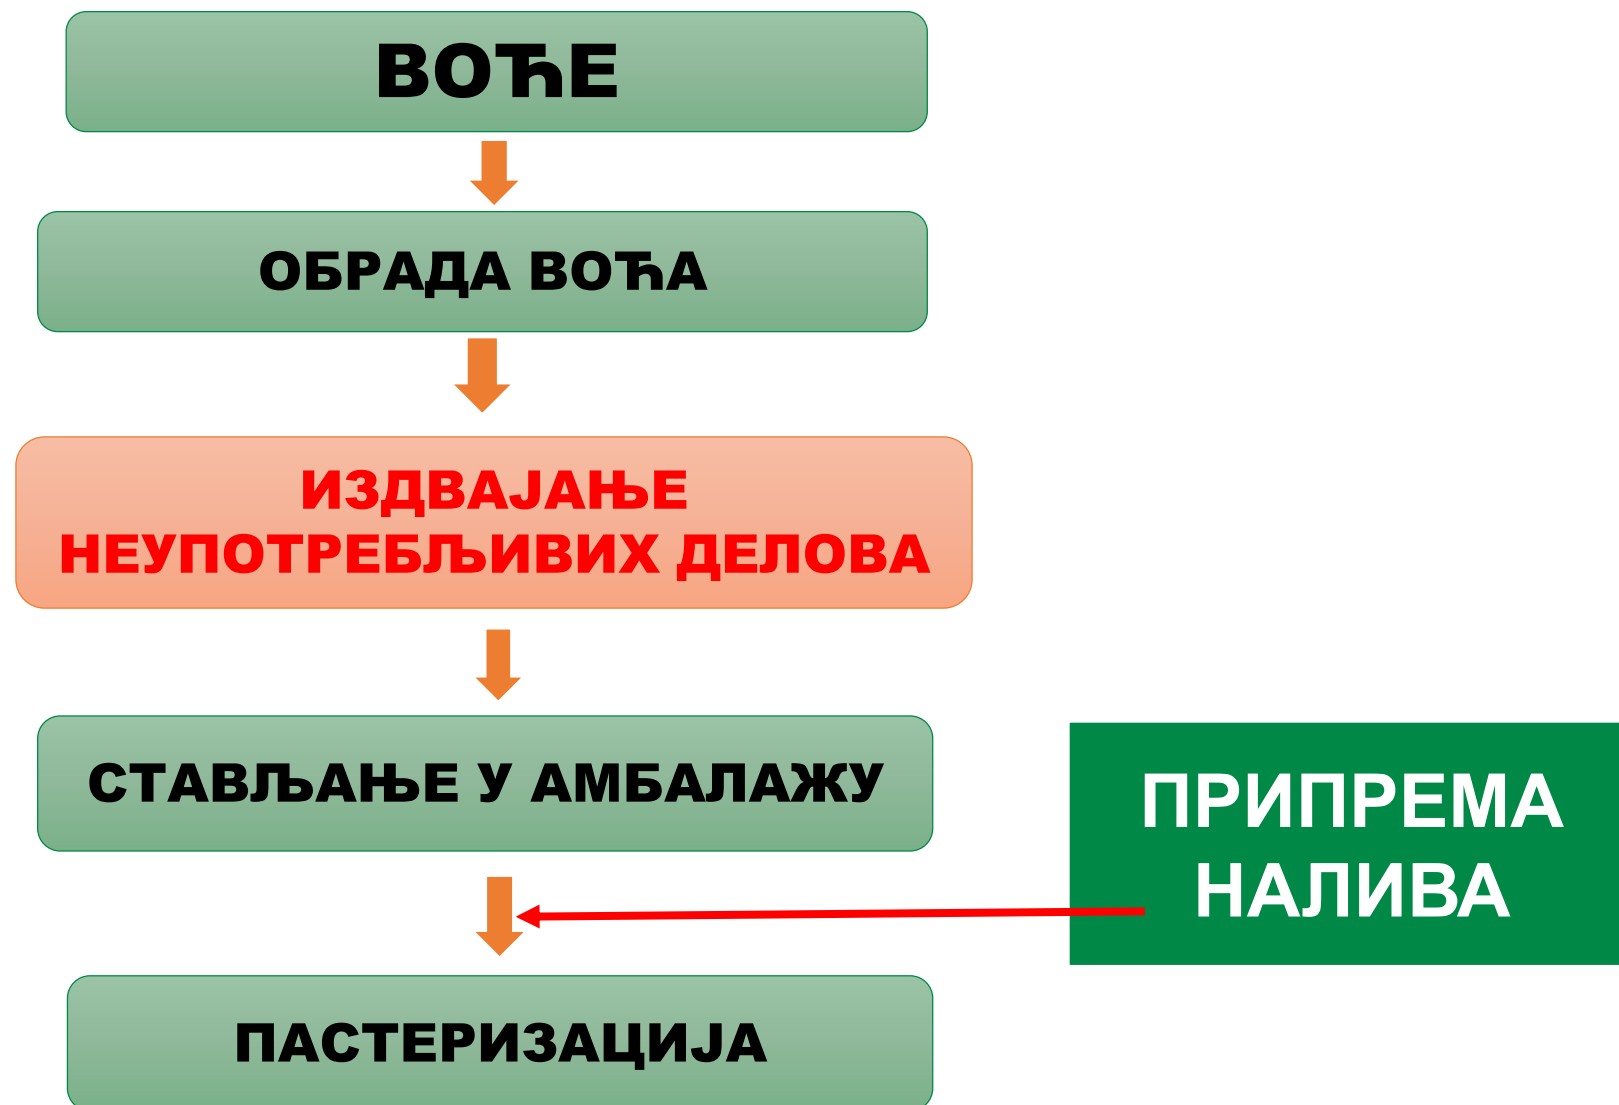 ВОЋЕ
ОБРАДА ВОЋА
ИЗДВАЈАЊЕ
НЕУПОТРЕБЉИВИХ ДЕЛОВА
СТАВЉАЊЕ У АМБАЛАЖУ
ПРИПРЕМА
НАЛИВА
ПАСТЕРИЗАЦИЈА